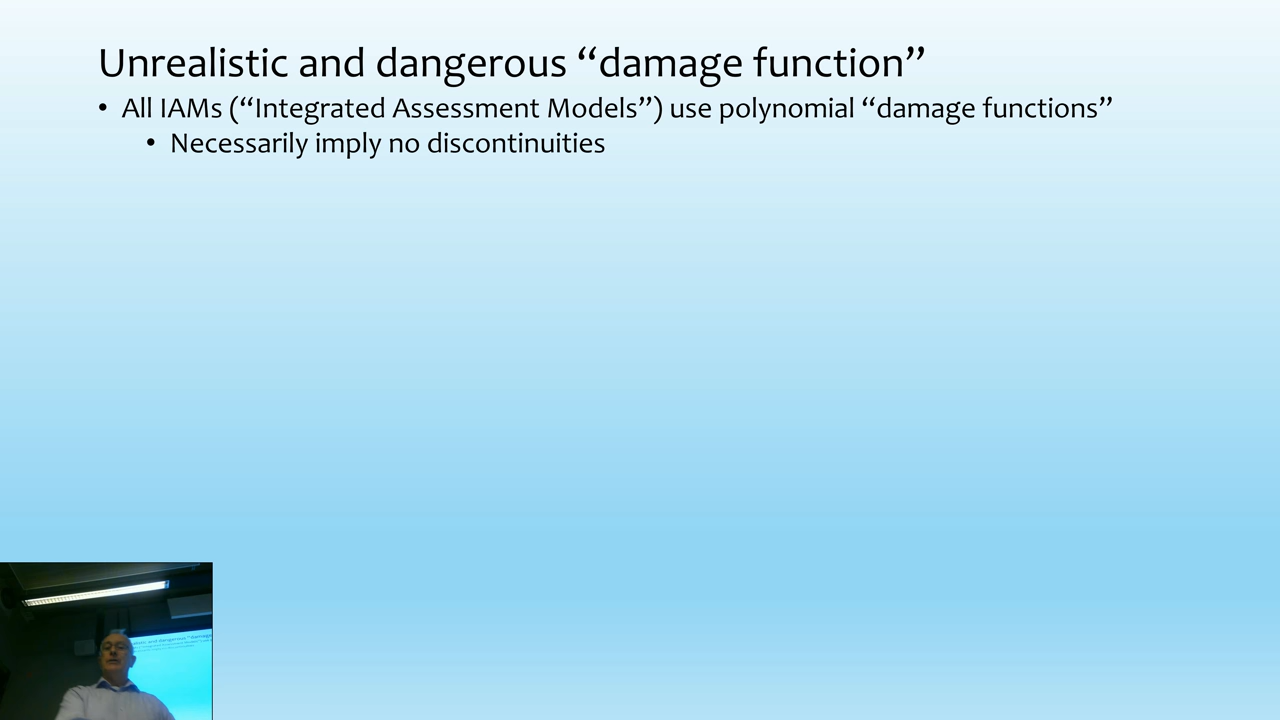 Unrealistic and dangerous “damage function”
• All IAMs (“Integrated Assessment Models”) use polynomial “damage functions”
• Necessarily imply no discontinuities